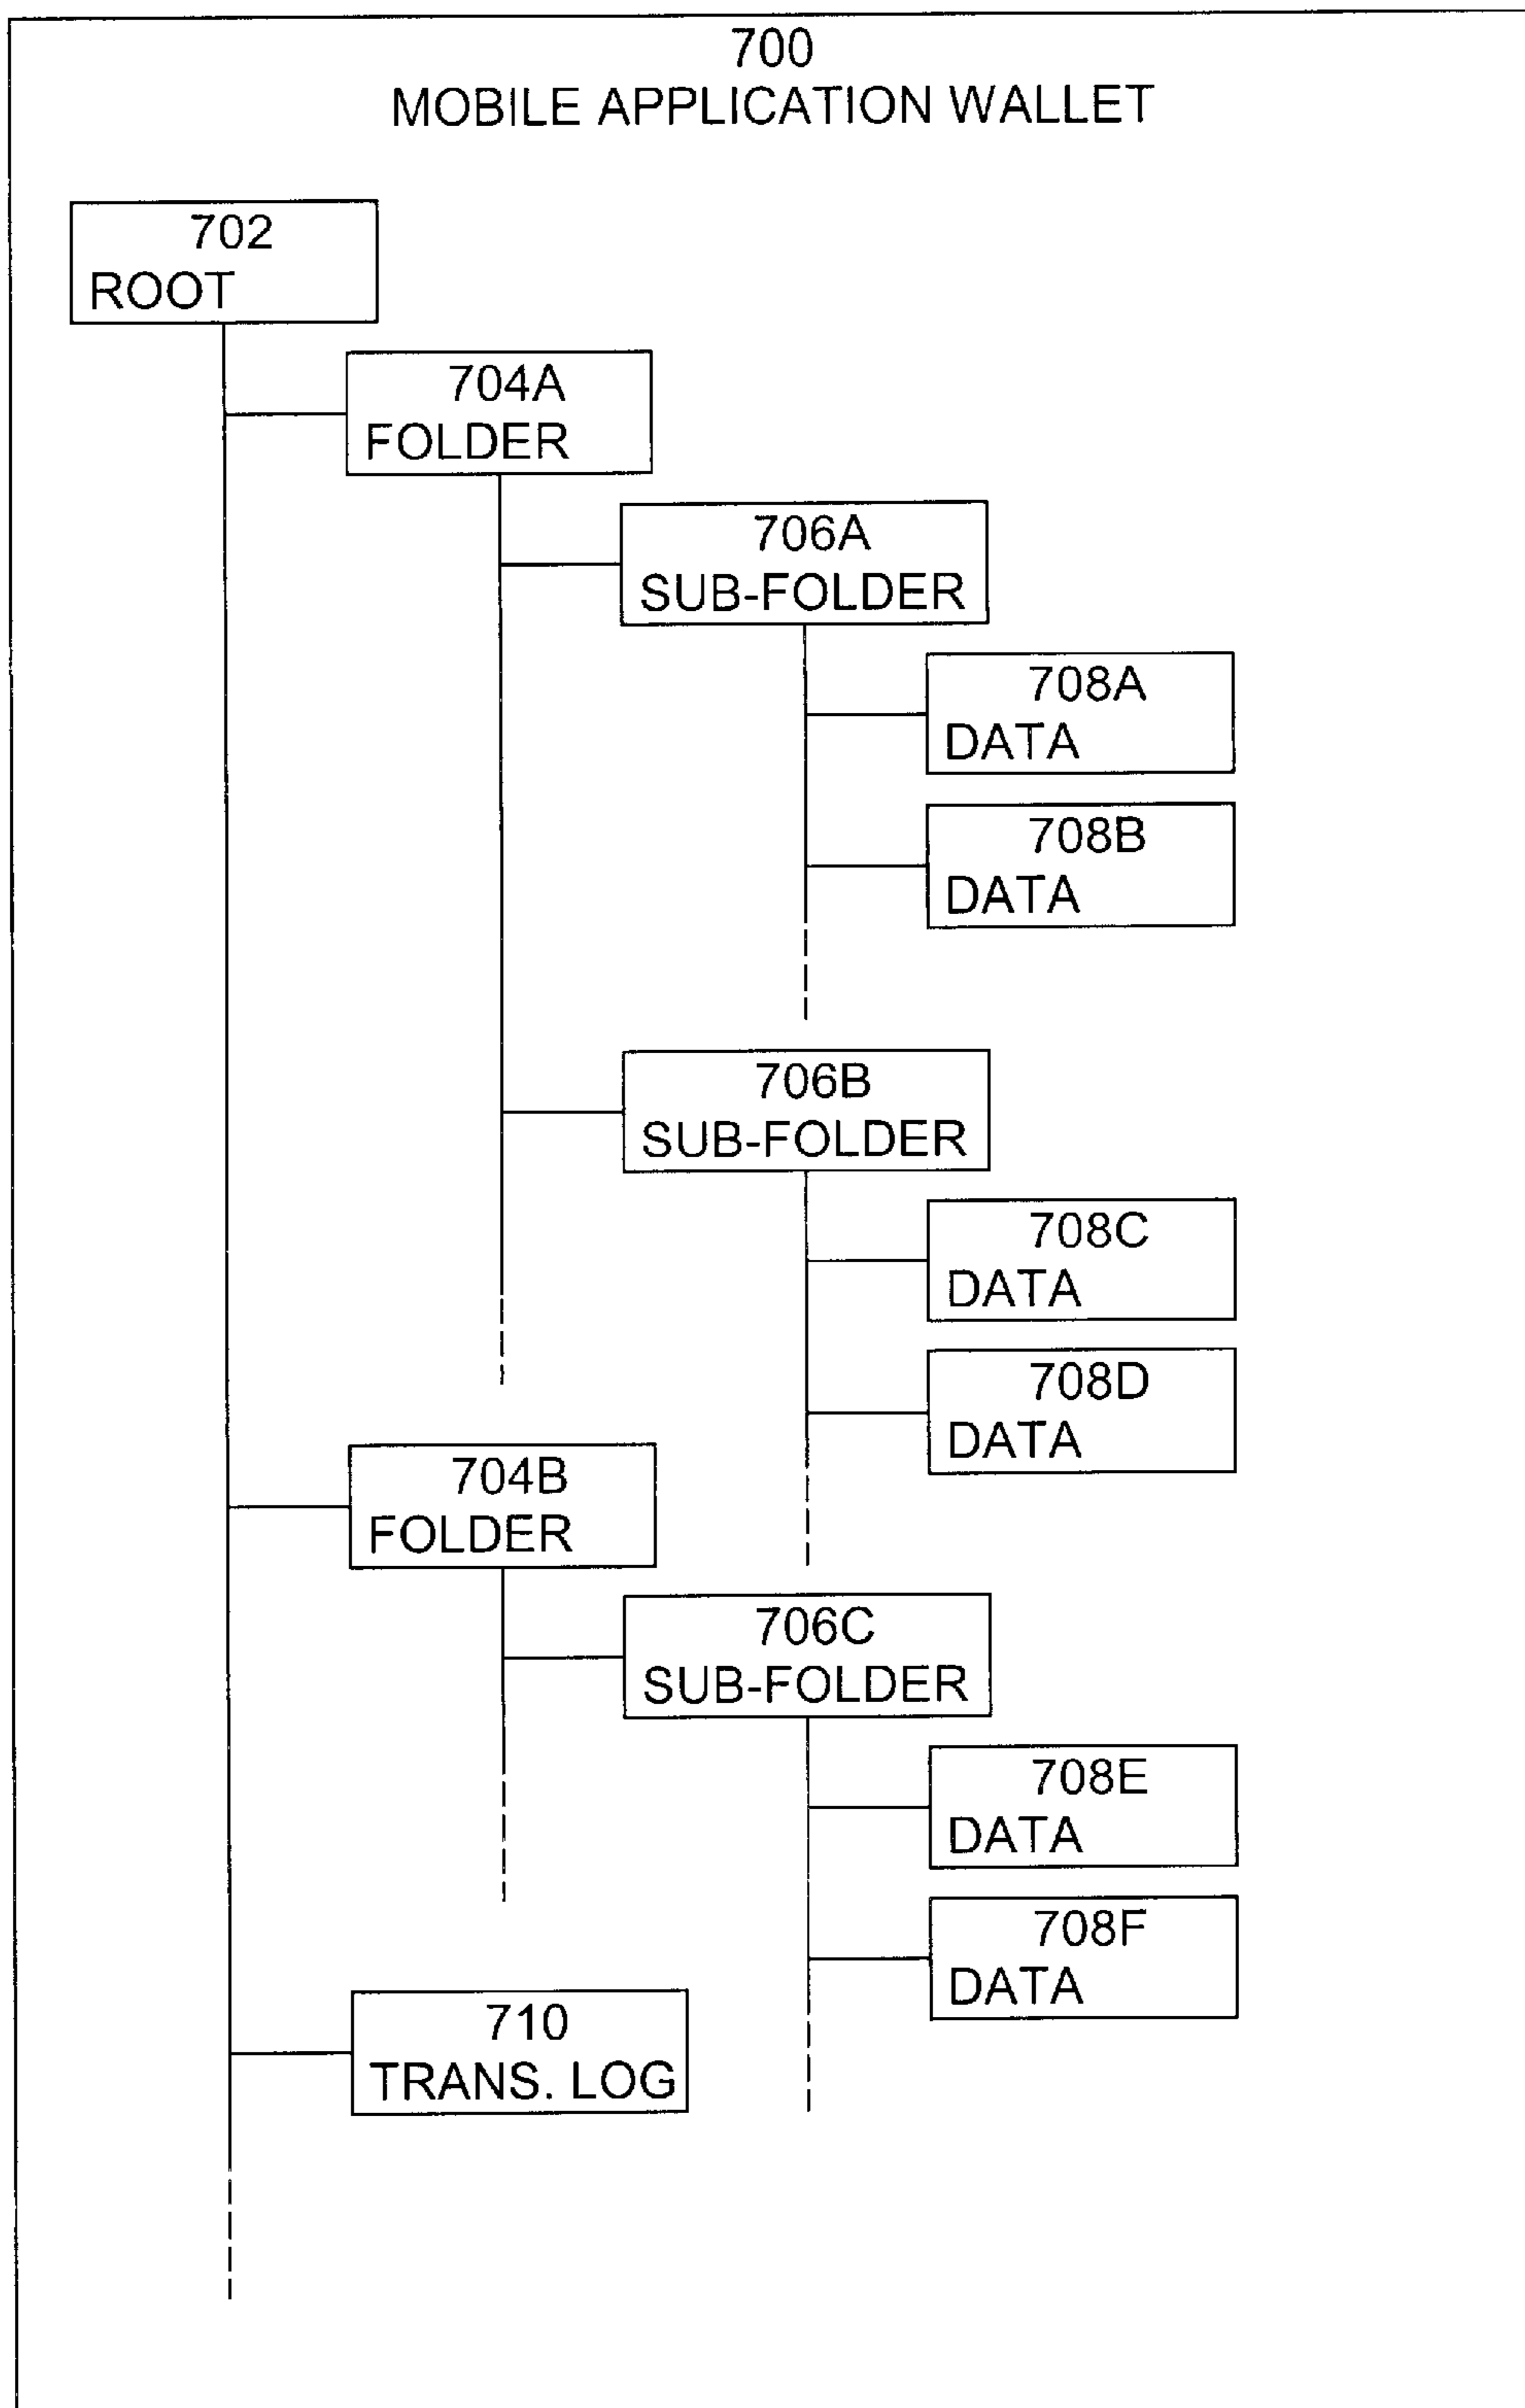 700
MOBILE APPLICATION WALLET
702
ROOT
704A
FOLDER
706A
SUB-FOLDER
708A
DATA
708B
DATA
706B
SUB-FOLDER
708C
DATA
708D
DATA
704B
FOLDER
706C
SUB-FOLDER
708E
DATA
708F
DATA
710
TRANS. LOG